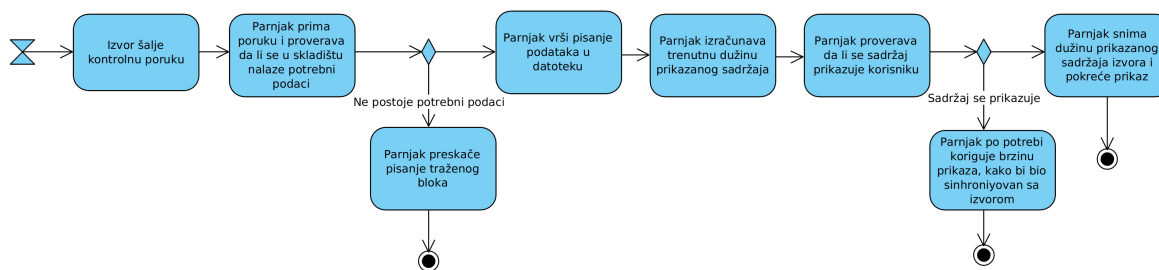 Izvor šalje
kontrolnu poruku
Parnjak prima
poruku i proverava
da li se u skladištu
nalaze potrebni
podaci
Ne postoje potrebni podaci
Parnjak preskače
pisanje traženog
bloka
Parnjak vrši pisanje
podataka u
datoteku
Parnjak izračunava
trenutnu dužinu
prikazanog sadržaja
Parnjak proverava
da li se sadržaj
prikazuje korisniku
Sadržaj se prikazuje
Parnjak po potrebi
koriguje brzinu
prikaza, kako bi bio
sinhroniyovan sa
izvorom
Parnjak snima
dužinu prikazanog
sadržaja izvora i
pokreće prikaz